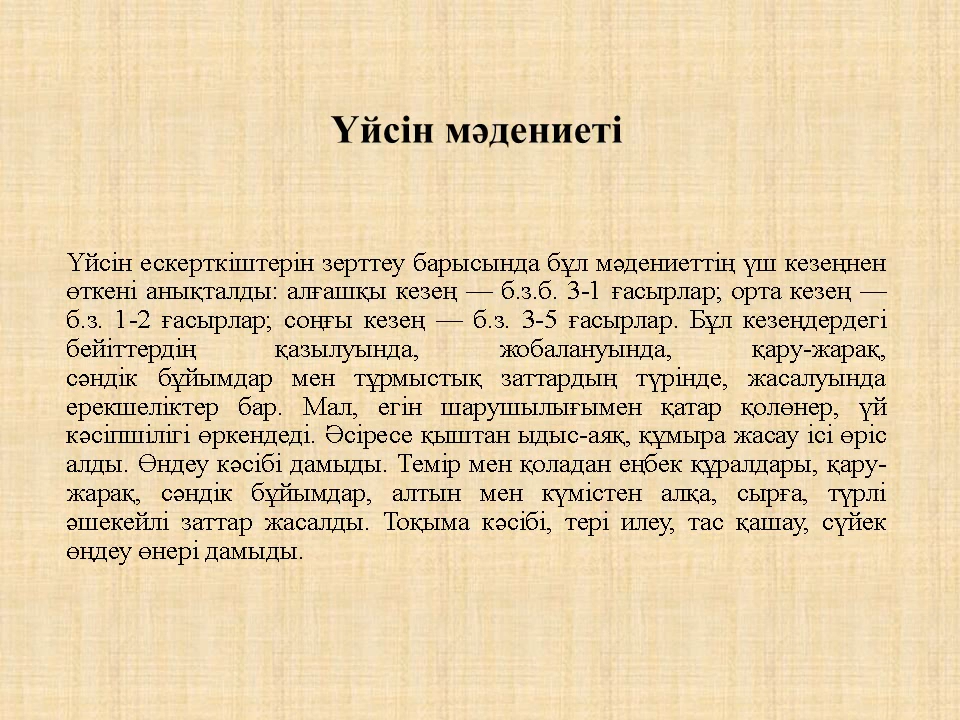 Үйсін мәдениеті
Үйсін ескерткіштерін зерттеу барысында бұл мәдениеттің үш кезеңнен
өткені анықталды: алғашқы кезең — б.з.б. 3-1 ғасырлар; орта кезең —
б.з. 1-2 ғасырлар; соңғы кезең — б.з. 3-5 ғасырлар. Бұл кезеңдердегі
бейіттердің қазылуында, жобалануында, қару-жарақ,
сәндік бұйымдар мен тұрмыстық заттардың түрінде, жасалуында
ерекшеліктер бар. Мал, егін шарушылығымен қатар қолөнер, үй
кәсіпшілігі өркендеді. Әсіресе қыштан ыдыс-аяқ, құмыра жасау ісі өріс
алды. Өндеу кәсібі дамыды. Темір мен қоладан еңбек құралдары, қару-
жарақ, сәндік бұйымдар, алтын мен күмістен алқа, сырға, түрлі
әшекейлі заттар жасалды. Тоқыма кәсібі, тері илеу, тас қашау, сүйек
өңдеу өнері дамыды.